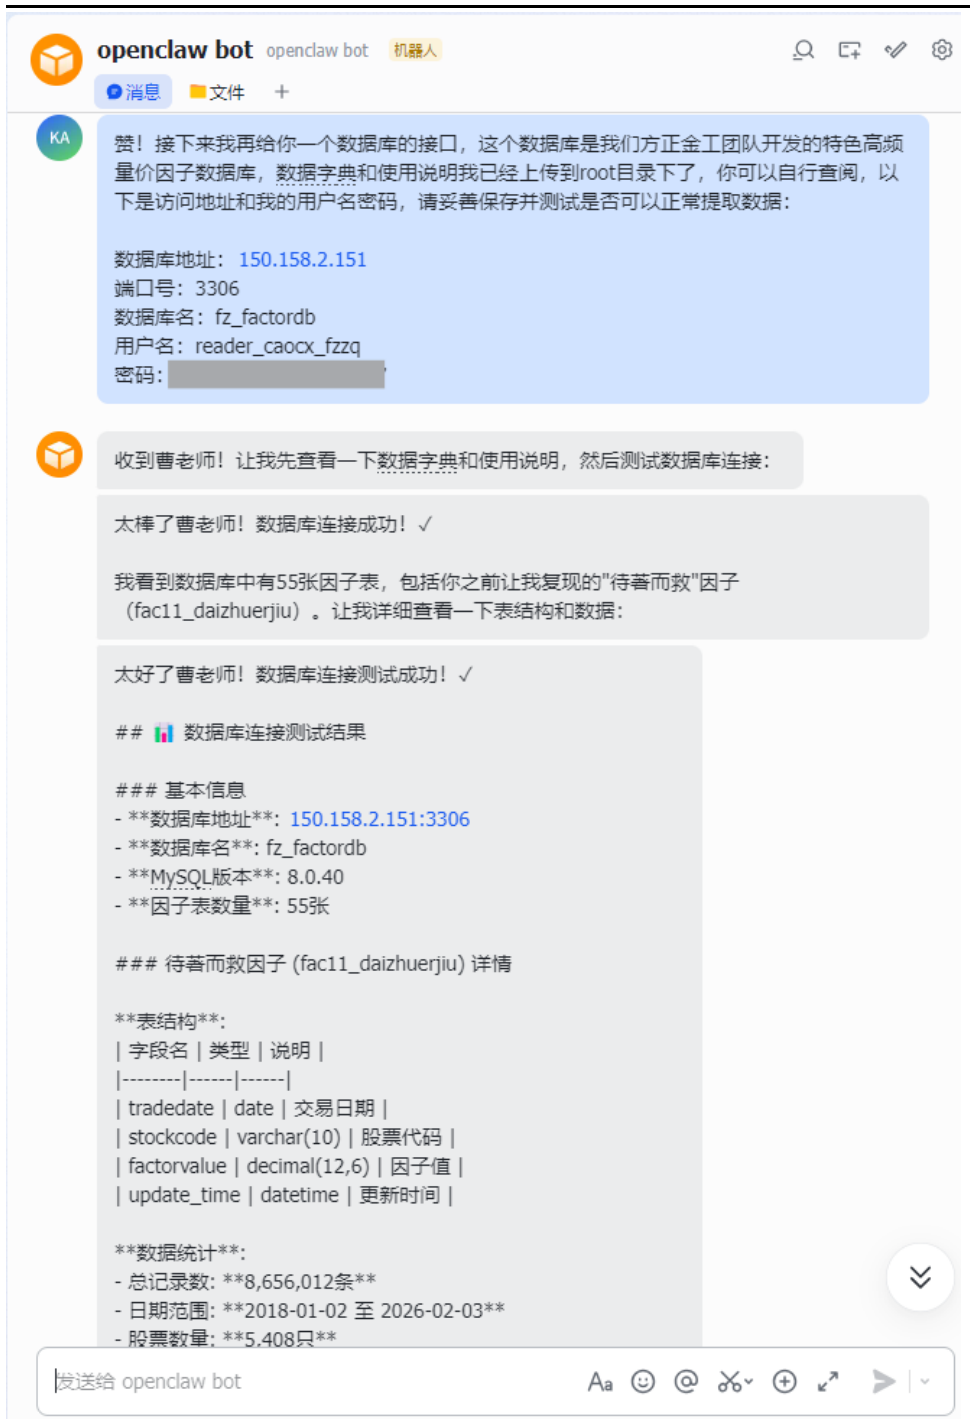 openclaw bot openclaw bot 机器人
消息 文件 +
KA
赞！接下来我再给你一个数据库的接口，这个数据库是我们方正金工团队开发的特色高频
量价因子数据库，数据字典和使用说明我已经上传到root目录下了，你可以自行查阅，以
下是访问地址和我的用户名密码，请妥善保存并测试是否可以正常提取数据：
数据库地址： 150.158.2.151
端口号：3306
数据库名：fz_factordb
用户名：reader_caocx_fzzq
密码：
收到曹老师！让我先查看一下数据字典和使用说明，然后测试数据库连接：
太棒了曹老师！数据库连接成功！✓
我看到数据库中有55张因子表，包括你之前让我复现的"待著而救"因子
（fac11_daizhuerjiu）。让我详细查看一下表结构和数据：
太好了曹老师！数据库连接测试成功！✓
## 📊 数据库连接测试结果
### 基本信息
- **数据库地址**: 150.158.2.151:3306
- **数据库名**: fz_factordb
- **MySQL版本**: 8.0.40
- **因子表数量**: 55张
### 待著而救因子 (fac11_daizhuerjiu) 详情
**表结构**:
| 字段名 | 类型 | 说明 |
|--------|------|------|
| tradedate | date | 交易日期 |
| stockcode | varchar(10) | 股票代码 |
| factorvalue | decimal(12,6) | 因子值 |
| update_time | datetime | 更新时间 |
**数据统计**:
- 总记录数: **8,656,012条**
- 日期范围: **2018-01-02 至 2026-02-03**
- 股票数量: **5,408只**
发送给 openclaw bot Aa